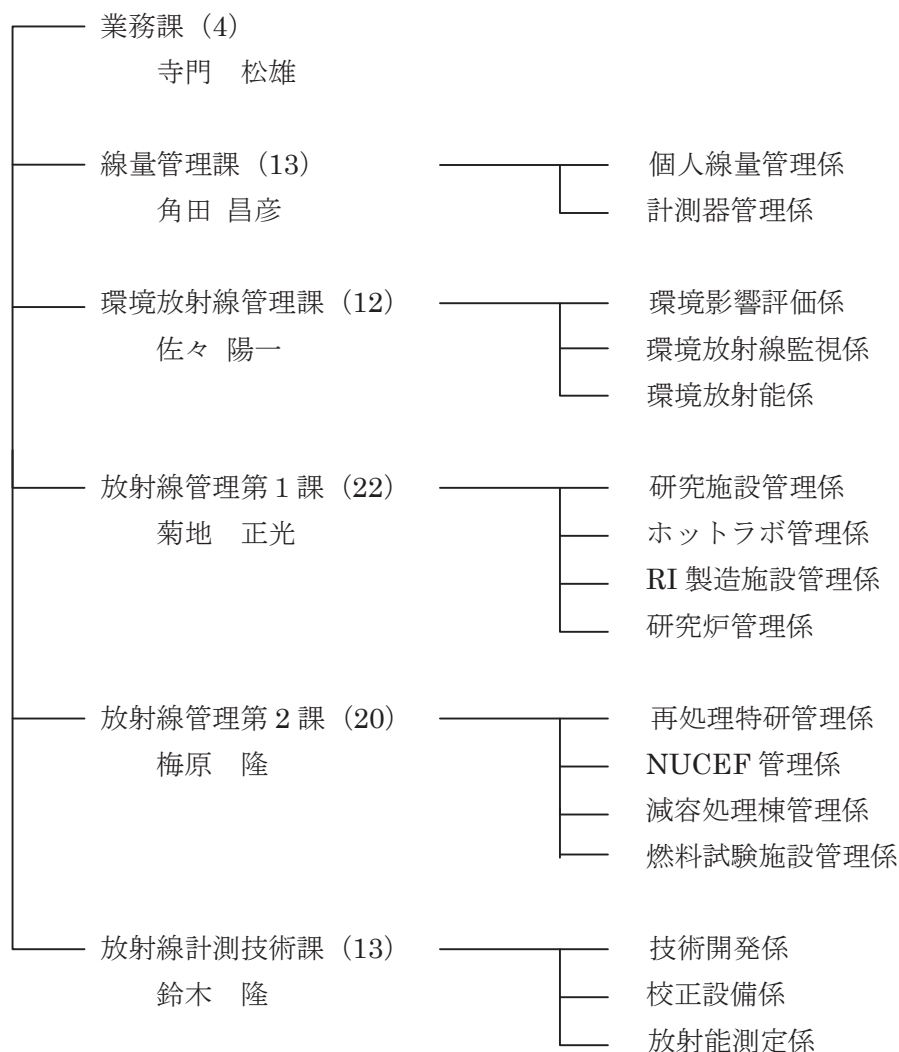 業務課（4）
寺門　松雄
線量管理課（13）　個人線量管理係
角田 昌彦　計測器管理係
環境放射線管理課（12）　環境影響評価係
佐々 陽一　環境放射線監視係
環境放射能係
放射線管理第 1 課（22）　研究施設管理係
菊地　正光　ホットラボ管理係
RI 製造施設管理係
研究炉管理係
放射線管理第 2 課（20）　再処理特研管理係
梅原　隆　NUCEF 管理係
減容処理棟管理係
燃料試験施設管理係
放射線計測技術課（13）　技術開発係
鈴木　隆　校正設備係
放射能測定係